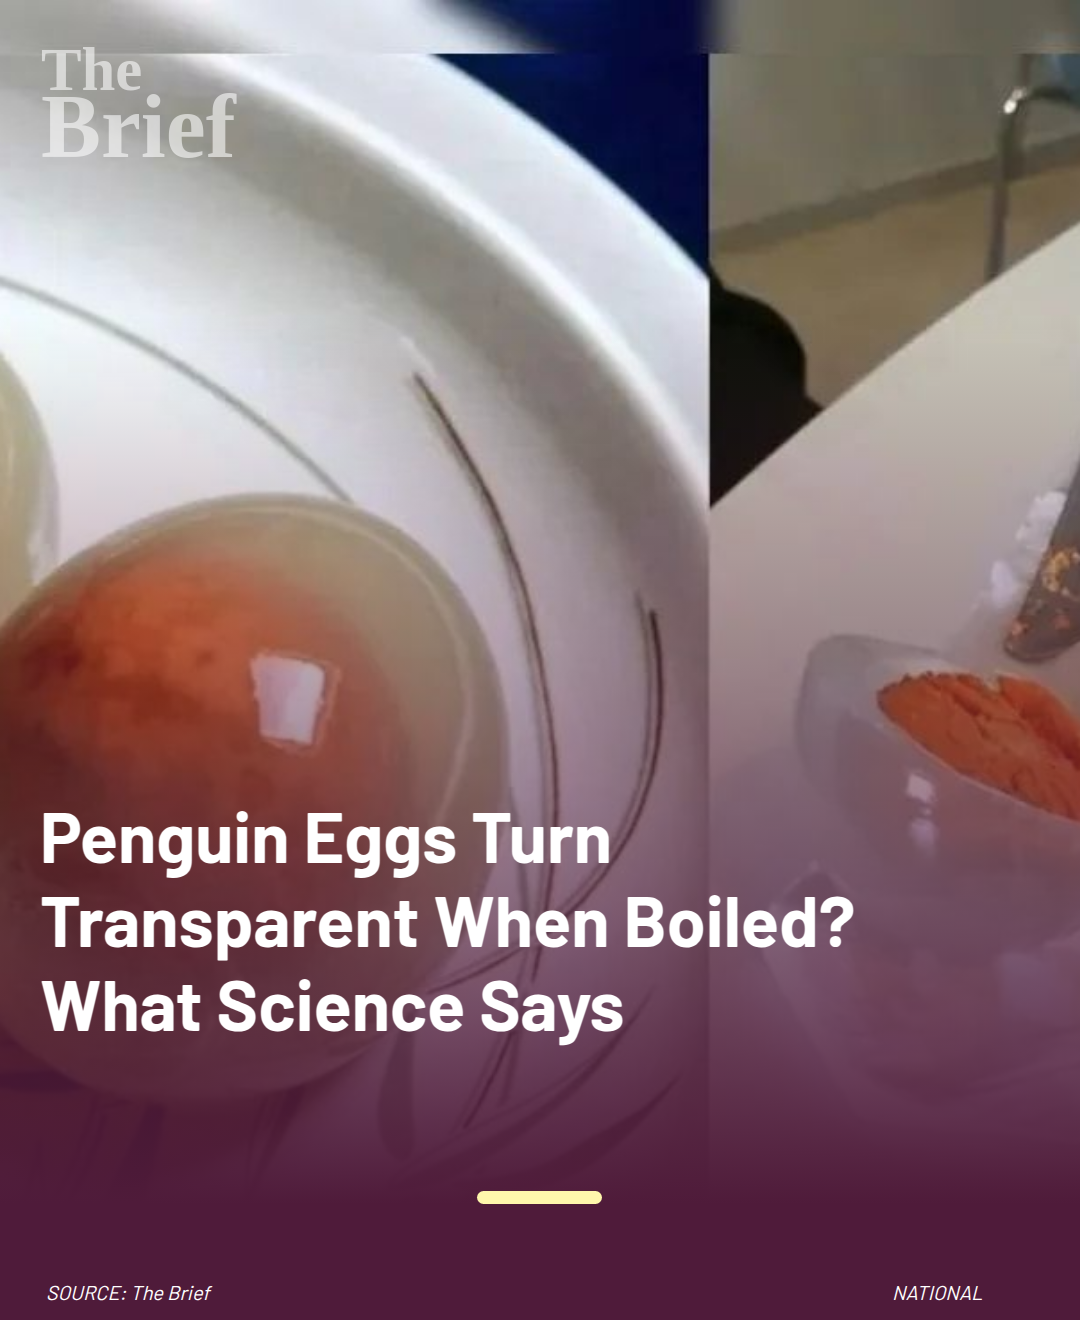 The
Brief
Penguin Eggs Turn
Transparent When Boiled?
What Science Says
SOURCE: The Brief
NATIONAL